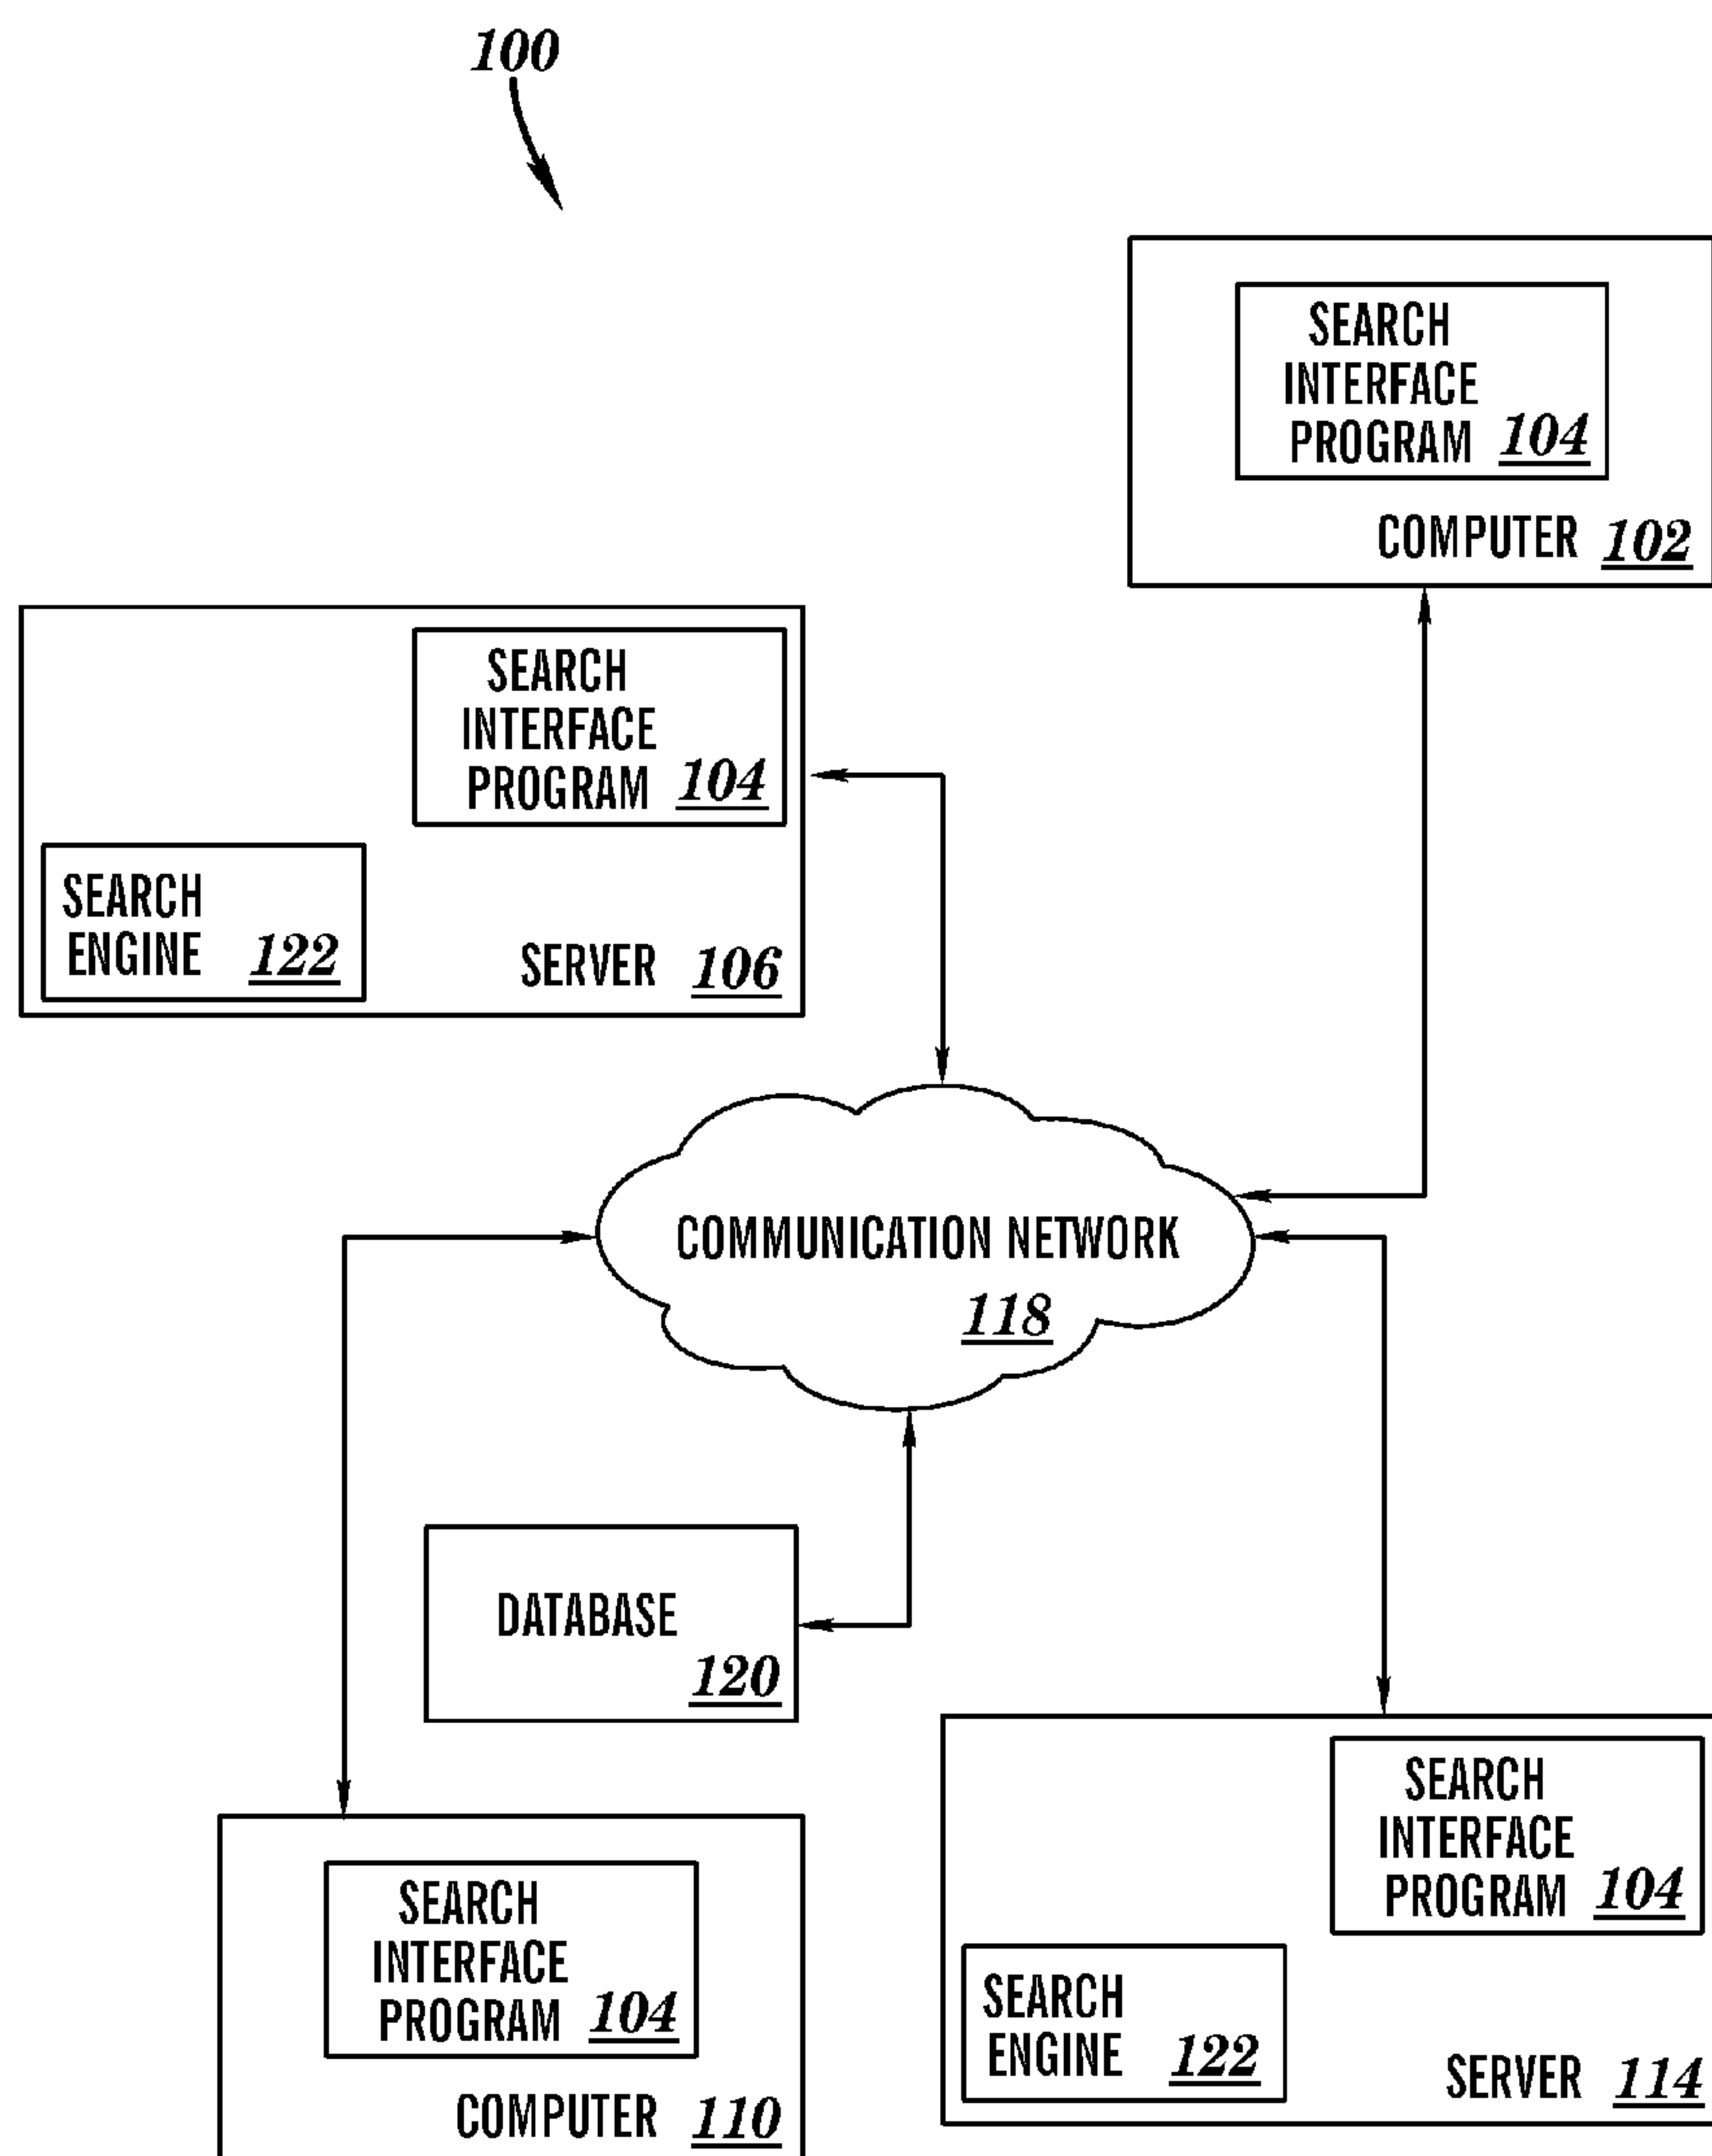 100
SEARCH
INTERFACE
PROGRAM 104
COMPUTER 102
SEARCH
INTERFACE
PROGRAM 104
SEARCH
ENGINE 122
SERVER 106
COMMUNICATION NETWORK
118
DATABASE
120
SEARCH
INTERFACE
PROGRAM 104
SEARCH
ENGINE 122
SERVER 114
SEARCH
INTERFACE
PROGRAM 104
COMPUTER 110